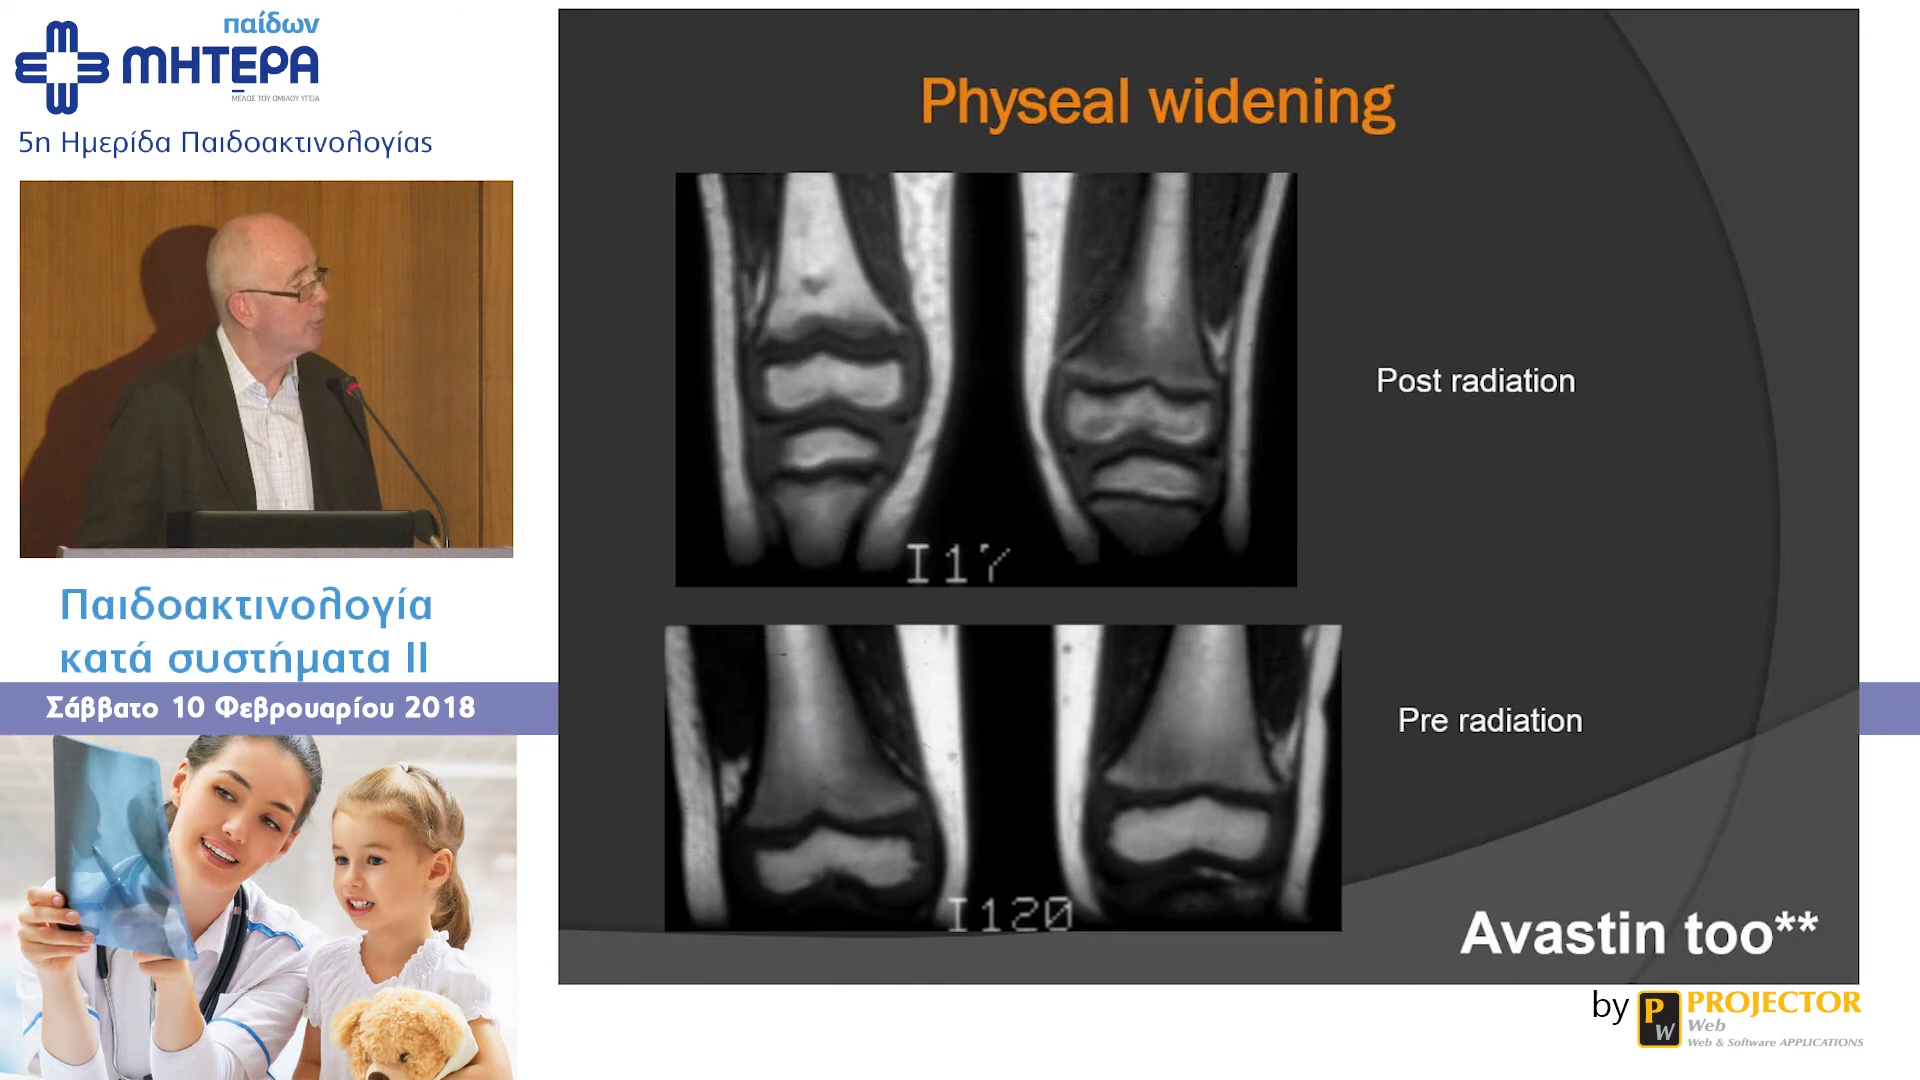 παίδων
ΜΗΤΕΡΑ
ΜΕΛΟΣ ΤΟΥ ΟΜΙΛΟΥ ΥΓΕΙΑ
5η Ημερίδα Παιδοακτινολογίας
Παιδοακτινολογία
κατά συστήματα ΙΙ
Σάββατο 10 Φεβρουαρίου 2018
Physeal widening
Post radiation
I17
Pre radiation
I120
Avastin too**
by
PW
PROJECTOR
Web
Web & Software APPLICATIONS